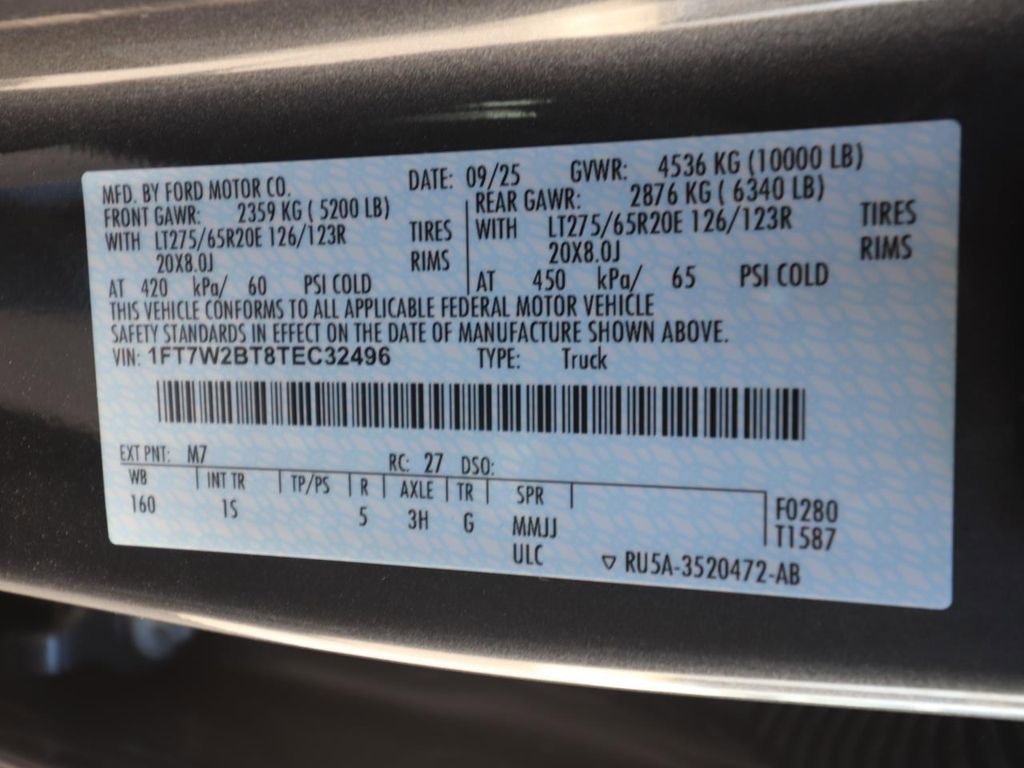 MFD. BY FORD MOTOR CO. DATE: 09/25 GVWR: 4536 KG (10000 LB)
FRONT GAWR: 2359 KG ( 5200 LB) REAR GAWR: 2876 KG ( 6340 LB)
WITH LT275/65R20E 126/123R TIRES WITH LT275/65R20E 126/123R TIRES
20X8.0J RIMS 20X8.0J RIMS
AT 420 kPa/ 60 PSI COLD AT 450 kPa/ 65 PSI COLD
THIS VEHICLE CONFORMS TO ALL APPLICABLE FEDERAL MOTOR VEHICLE
SAFETY STANDARDS IN EFFECT ON THE DATE OF MANUFACTURE SHOWN ABOVE.
VIN: 1FT7W2BT8TEC32496 TYPE: Truck
EXT PNT: M7 RC: 27 DSO:
WB INT TR TP/PS R AXLE TR SPR F0280
160 1S 5 3H G MMJJ T1587
ULC ▽ RU5A-3520472-AB